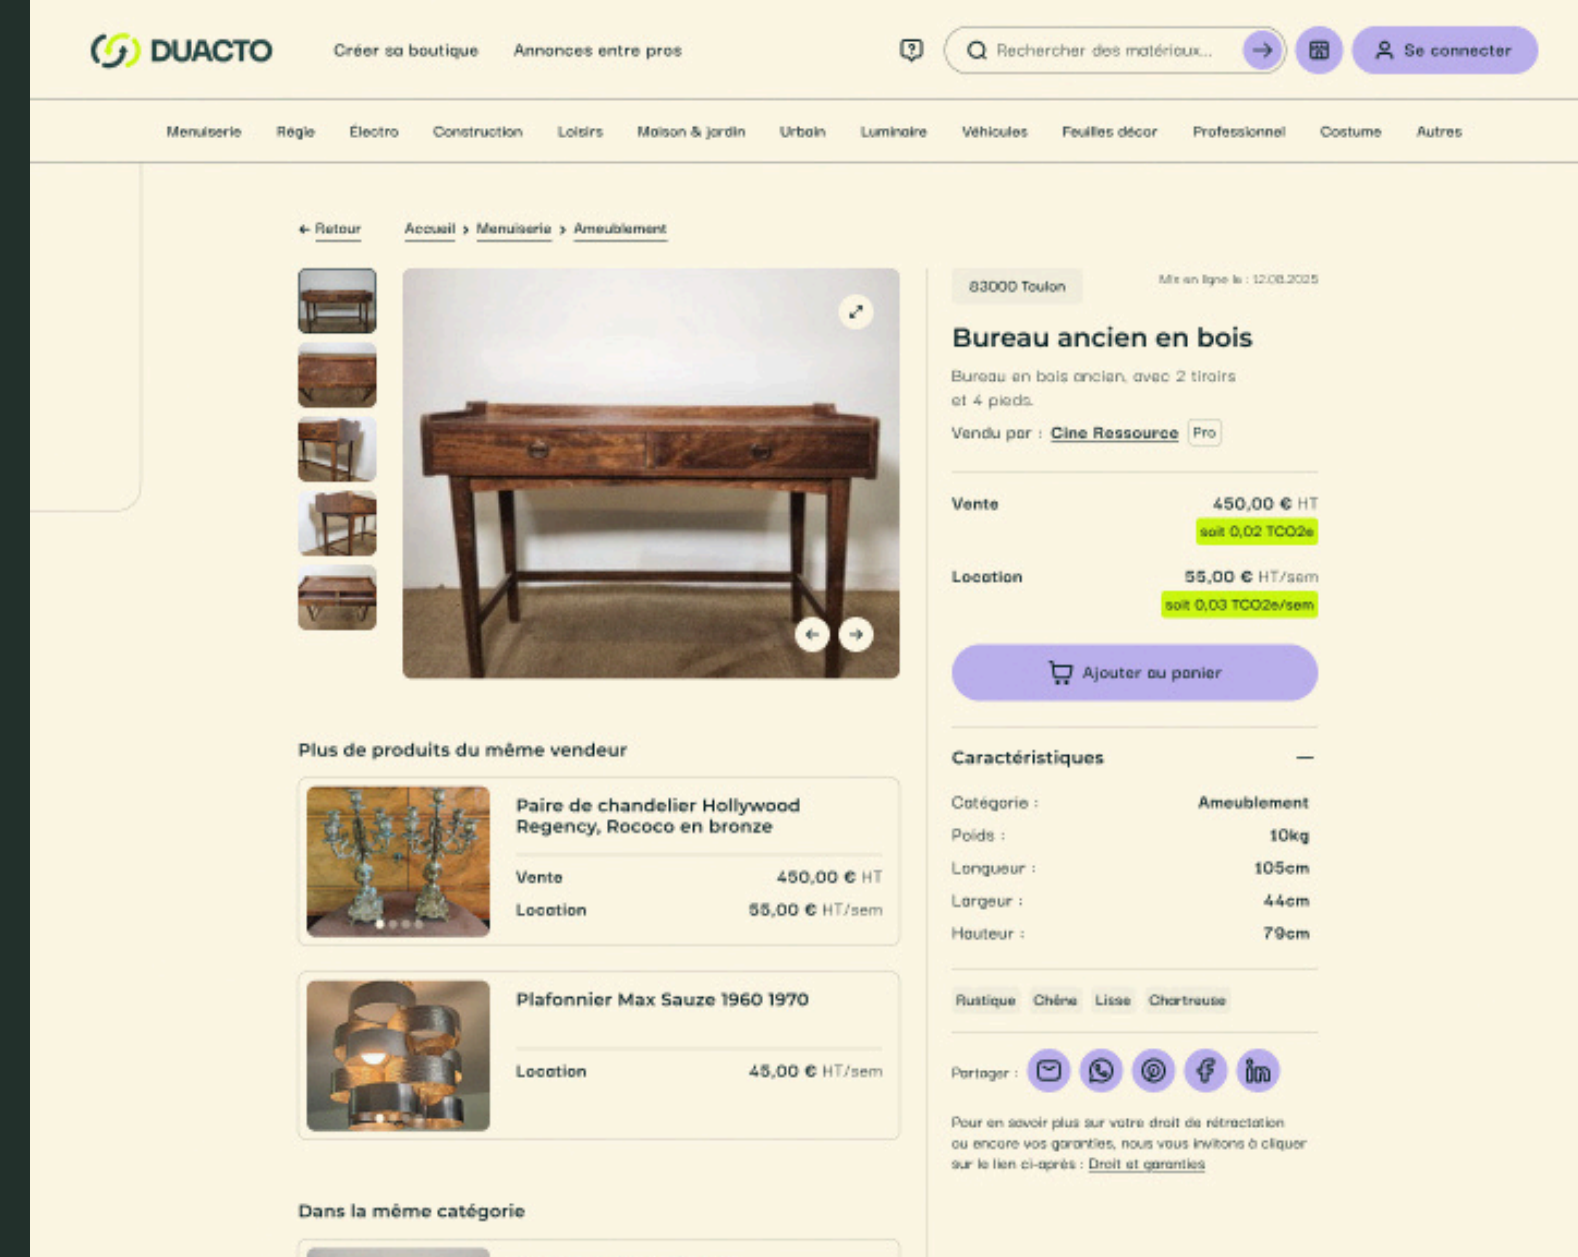 DUACTO
Créer sa boutique
Annonces entre pros
Rechercher des matériaux...
Se connecter
Menuiserie
Régie
Électro
Construction
Loisirs
Maison & jardin
Urbain
Luminaire
Véhicules
Feuilles décor
Professionnel
Costume
Autres
← Retour
Accueil > Menuiserie > Ameublement
83000 Toulon
Mis en ligne le : 12.08.2025
Bureau ancien en bois
Bureau en bois ancien, avec 2 tiroirs
et 4 pieds.
Vendu par : Cine Ressource Pro
Vente 450,00 € HT
soit 0,02 TCO2e
Location 55,00 € HT/sem
soit 0,03 TCO2e/sem
Ajouter au panier
Caractéristiques
Catégorie : Ameublement
Poids : 10kg
Longueur : 105cm
Largeur : 44cm
Hauteur : 79cm
Rustique Chêne Lisse Chartreuse
Partager :
Pour en savoir plus sur votre droit de rétractation
ou encore vos garanties, nous vous invitons à cliquer
sur le lien ci-après : Droit et garanties
Plus de produits du même vendeur
Paire de chandelier Hollywood
Regency, Rococo en bronze
Vente 450,00 € HT
Location 55,00 € HT/sem
Plafonnier Max Sauze 1960 1970
Location 45,00 € HT/sem
Dans la même catégorie